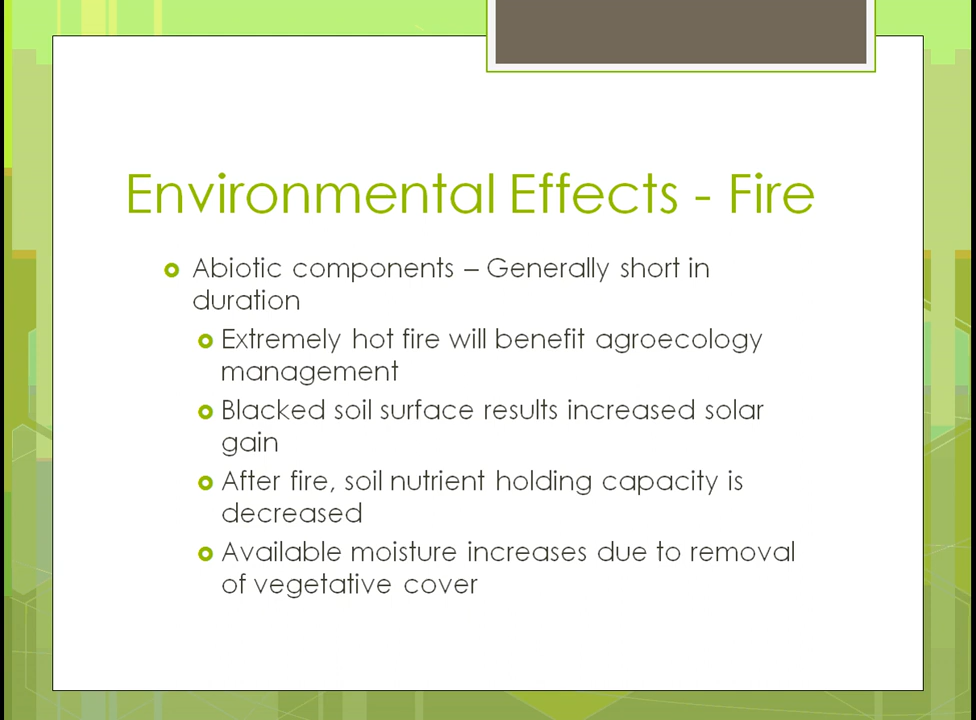 Environmental Effects - Fire
Abiotic components – Generally short in
duration
Extremely hot fire will benefit agroecology
management
Blacked soil surface results increased solar
gain
After fire, soil nutrient holding capacity is
decreased
Available moisture increases due to removal
of vegetative cover